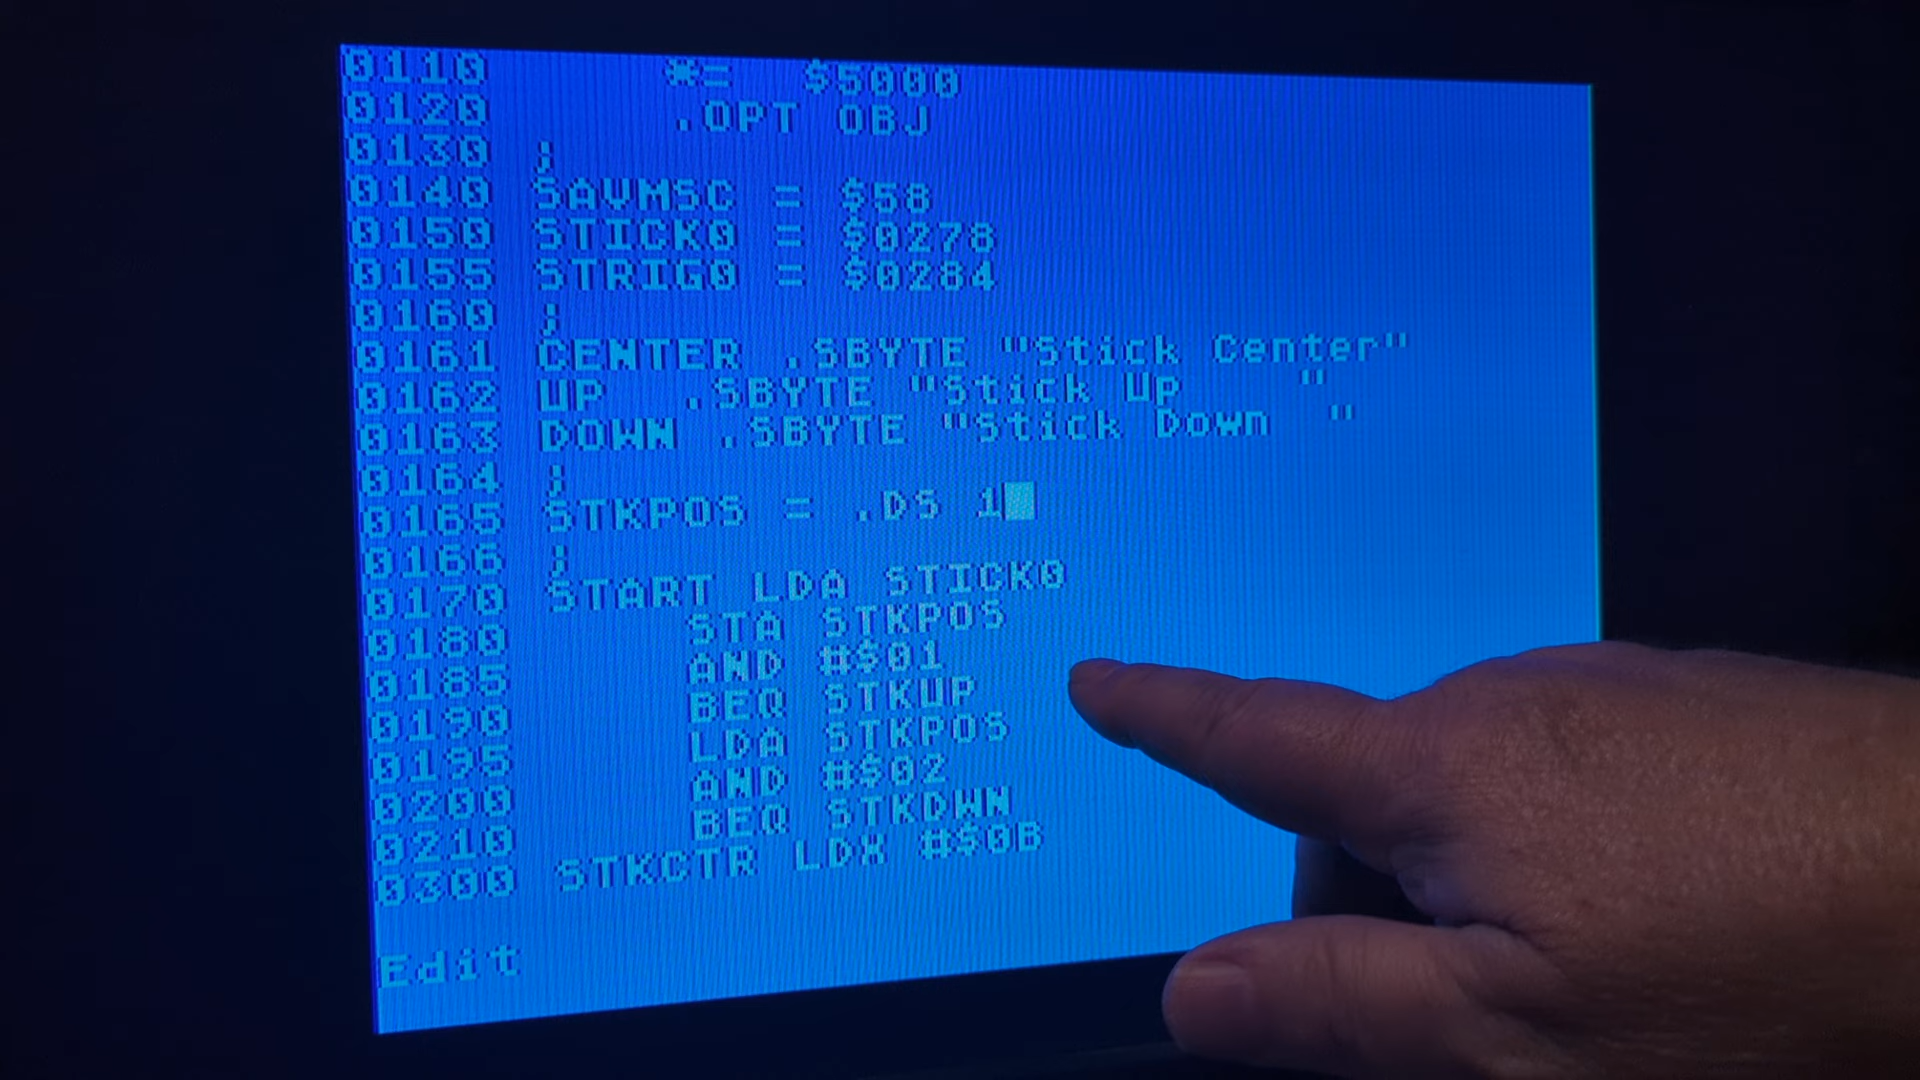 0110 *= $5000
0120 .OPT OBJ
0130 ;
0140 SAVMSC = $58
0150 STICK0 = $0278
0155 STRIG0 = $0284
0160 ;
0161 CENTER .SBYTE "Stick Center"
0162 UP .SBYTE "Stick Up    "
0163 DOWN .SBYTE "Stick Down  "
0164 ;
0165 STKPOS = .DS 1
0166 ;
0170 START LDA STICK0
0180 STA STKPOS
0185 AND #$01
0190 BEQ STKUP
0195 LDA STKPOS
0200 AND #$02
0210 BEQ STKDWN
0300 STKCTR LDX #$0B
Edit